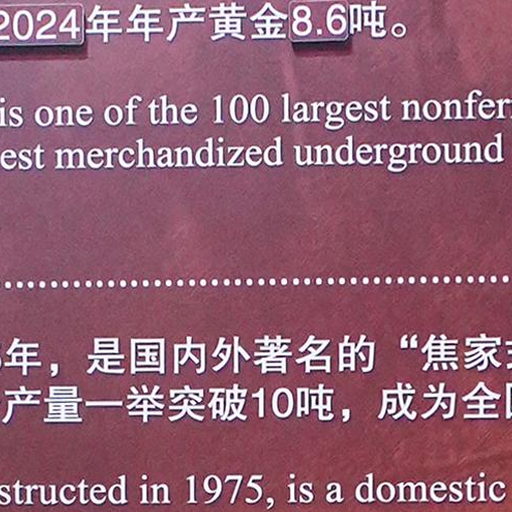 2024年年产黄金8.6吨。
is one of the 100 largest nonfer
est merchandized underground
年，是国内外著名的“焦家
产量一举突破10吨，成为全
structed in 1975, is a domestic